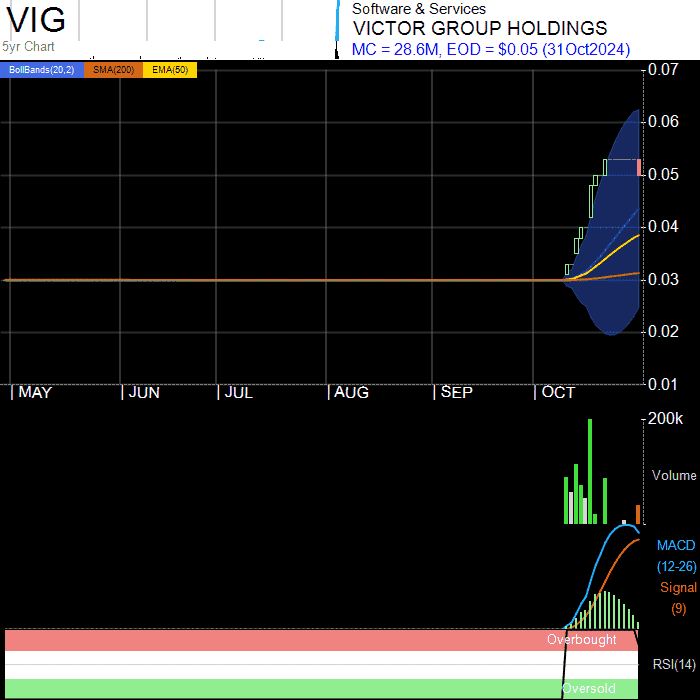 VIG
Software & Services
VICTOR GROUP HOLDINGS
5yr Chart
MC = 28.6M, EOD = $0.05 (31Oct2024)
BollBands(20,2) SMA(200) EMA(50)
0.07
0.06
0.05
0.04
0.03
0.02
0.01
MAY JUN JUL AUG SEP OCT
200k
Volume
MACD
(12-26)
Signal
(9)
Overbought
RSI(14)
Oversold